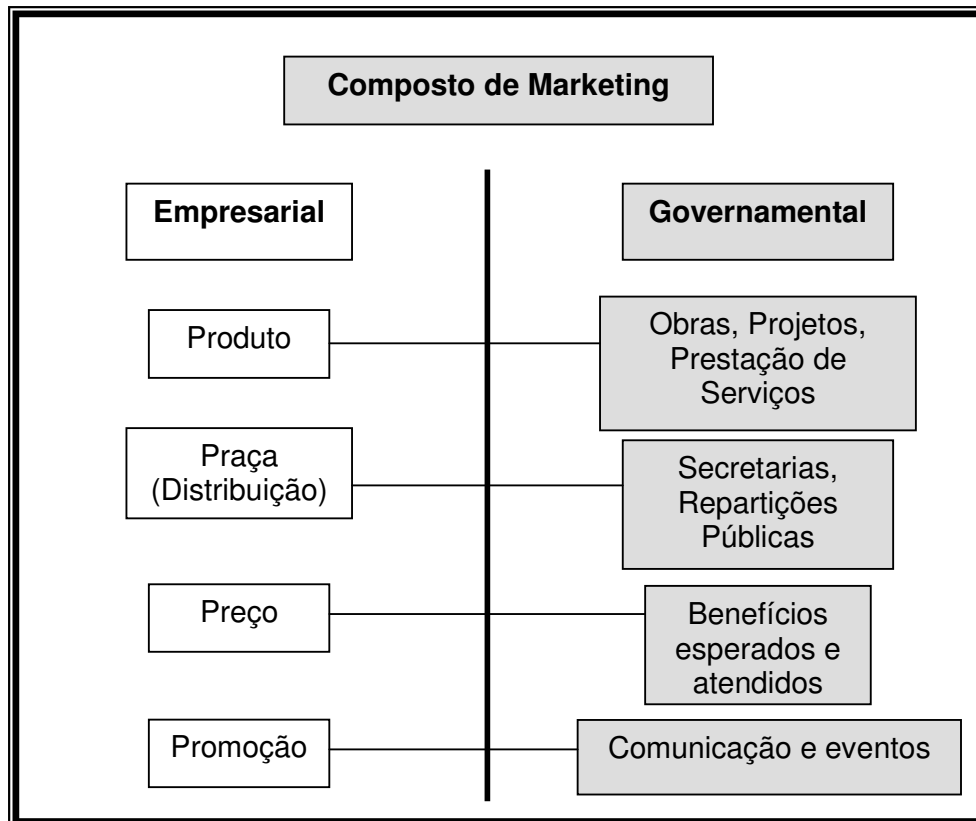 Composto de Marketing
Empresarial
Governamental
Produto
Obras, Projetos,
Prestação de
Serviços
Praça
(Distribuição)
Secretarias,
Repartições
Públicas
Preço
Benefícios
esperados e
atendidos
Promoção
Comunicação e eventos